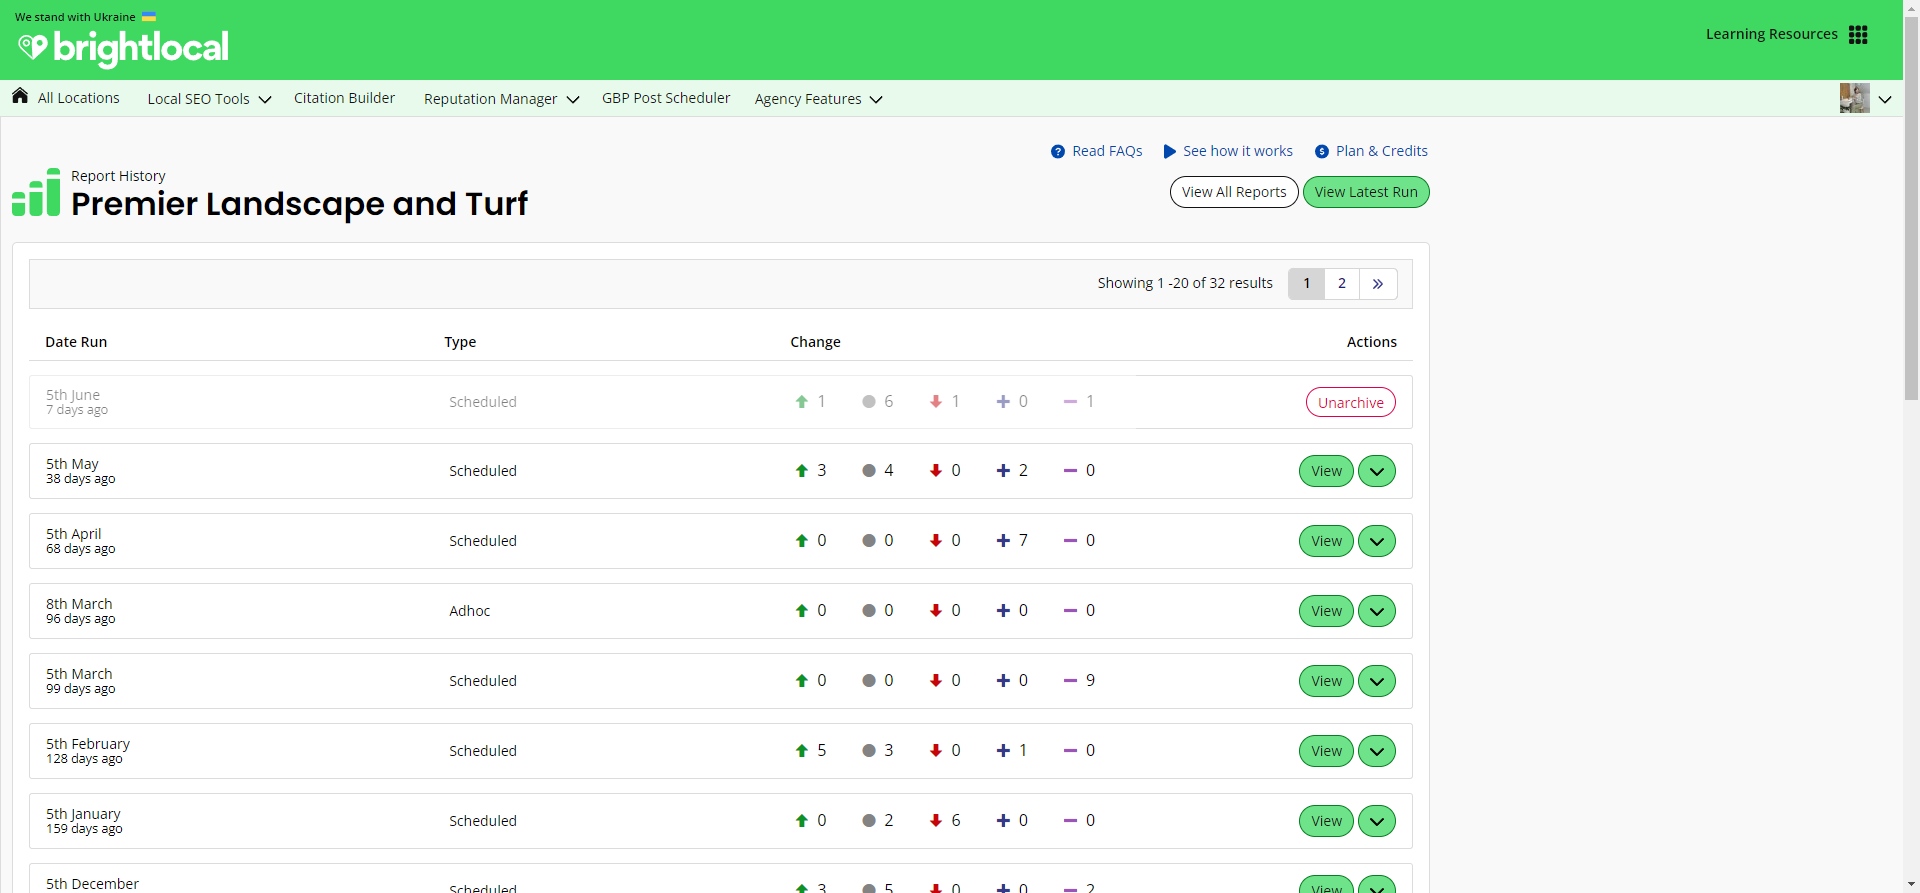 We stand with Ukraine
brightlocal
Learning Resources
All Locations Local SEO Tools Citation Builder Reputation Manager GBP Post Scheduler Agency Features
Read FAQs See how it works Plan & Credits
Report History
Premier Landscape and Turf
View All Reports View Latest Run
Showing 1 -20 of 32 results 1 2 »
Date Run Type Change Actions
5th June
7 days ago
Scheduled 1 6 1 0 1 Unarchive
5th May
38 days ago
Scheduled 3 4 0 2 0 View
5th April
68 days ago
Scheduled 0 0 0 7 0 View
8th March
96 days ago
Adhoc 0 0 0 0 0 View
5th March
99 days ago
Scheduled 0 0 0 0 9 View
5th February
128 days ago
Scheduled 5 3 0 1 0 View
5th January
159 days ago
Scheduled 0 2 6 0 0 View
5th December
Scheduled 3 5 0 0 2 View